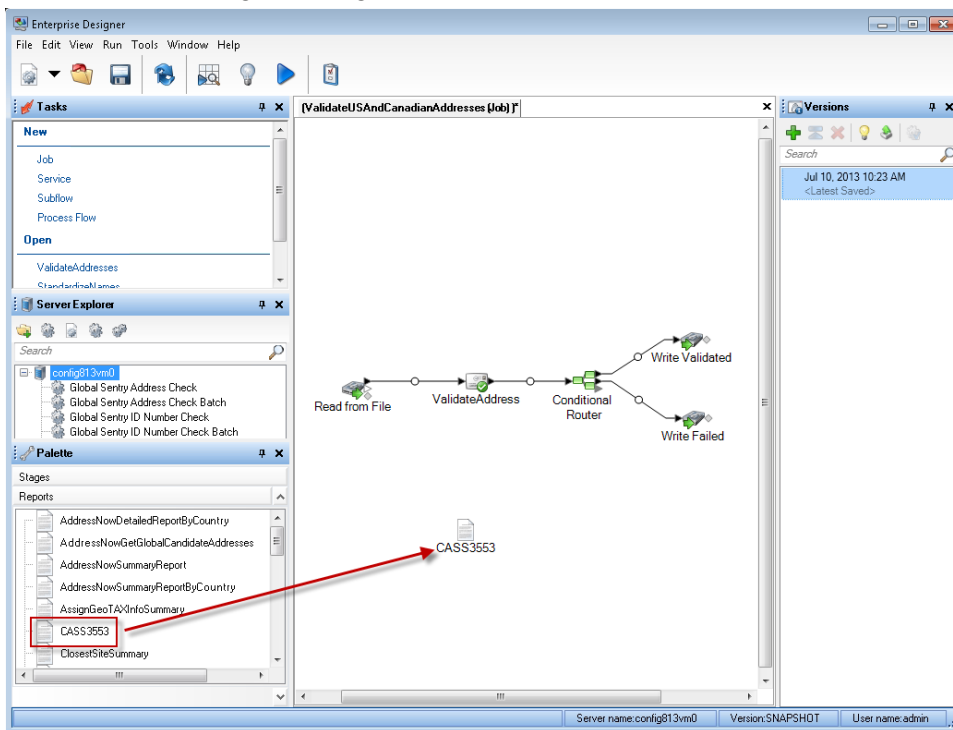 Enterprise Designer
File Edit View Run Tools Window Help
Tasks
New
Job
Service
Subflow
Process Flow
Open
ValidateAddresses
StandardizeNames
Server Explorer
Search
config813vm0
Global Sentry Address Check
Global Sentry Address Check Batch
Global Sentry ID Number Check
Global Sentry ID Number Check Batch
Palette
Stages
Reports
AddressNowDetailedReportByCountry
AddressNowGetGlobalCandidateAddresses
AddressNowSummaryReport
AddressNowSummaryReportByCountry
AssignGeoTAXInfoSummary
CASS3553
ClosestSiteSummary
(ValidateUSAndCanadianAddresses (Job) )*
Read from File
ValidateAddress
Conditional
Router
Write Validated
Write Failed
CASS3553
Versions
Search
Jul 10, 2013 10:23 AM
<Latest Saved>
Server name:config813vm0 Version:SNAPSHOT User name:admin